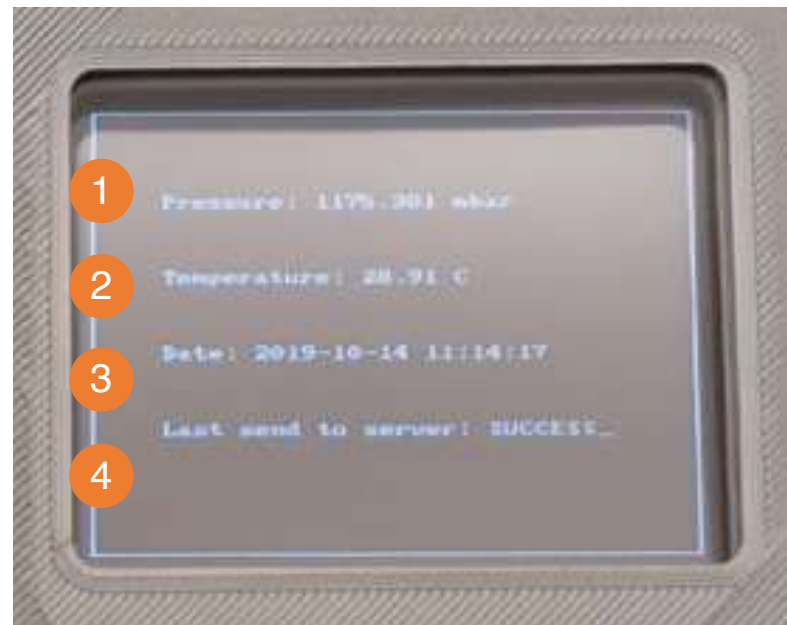 1
Pressure: 1175.301 mbar
2
Temperature: 28.91 C
Date: 2019-10-14 11:14:17
3
Last send to server: SUCCESS_
4